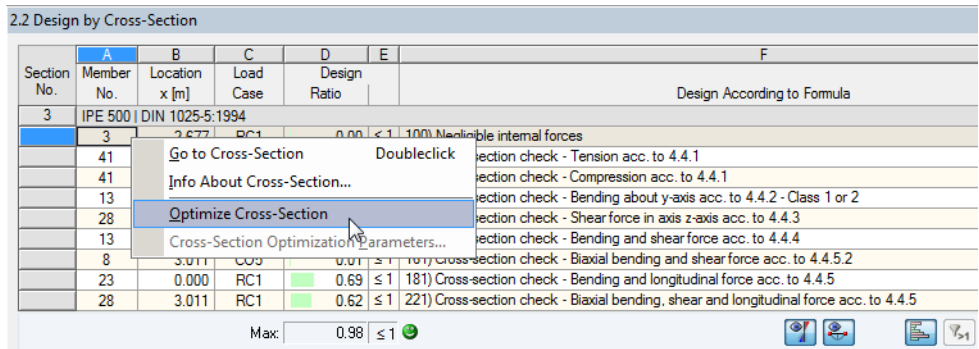 2.2 Design by Cross-Section
A B C D E F
Section Member Location Load Design
No. No. x [m] Case Ratio Design According to Formula
3 IPE 500 | DIN 1025-5:1994
3 2.677 RC1 0.00 ≤ 1 100) Negligible internal forces
41 Go to Cross-Section Doubleclick section check - Tension acc. to 4.4.1
41 Info About Cross-Section... section check - Compression acc. to 4.4.1
13 section check - Bending about y-axis acc. to 4.4.2 - Class 1 or 2
28 Optimize Cross-Section section check - Shear force in axis z-axis acc. to 4.4.3
13 Cross-Section Optimization Parameters... section check - Bending and shear force acc. to 4.4.4
8 3.011 CO5 0.01 ≤ 1 161) Cross-section check - Biaxial bending and shear force acc. to 4.4.5.2
23 0.000 RC1 0.69 ≤ 1 181) Cross-section check - Bending and longitudinal force acc. to 4.4.5
28 3.011 RC1 0.62 ≤ 1 221) Cross-section check - Biaxial bending, shear and longitudinal force acc. to 4.4.5
Max: 0.98 ≤ 1 >1